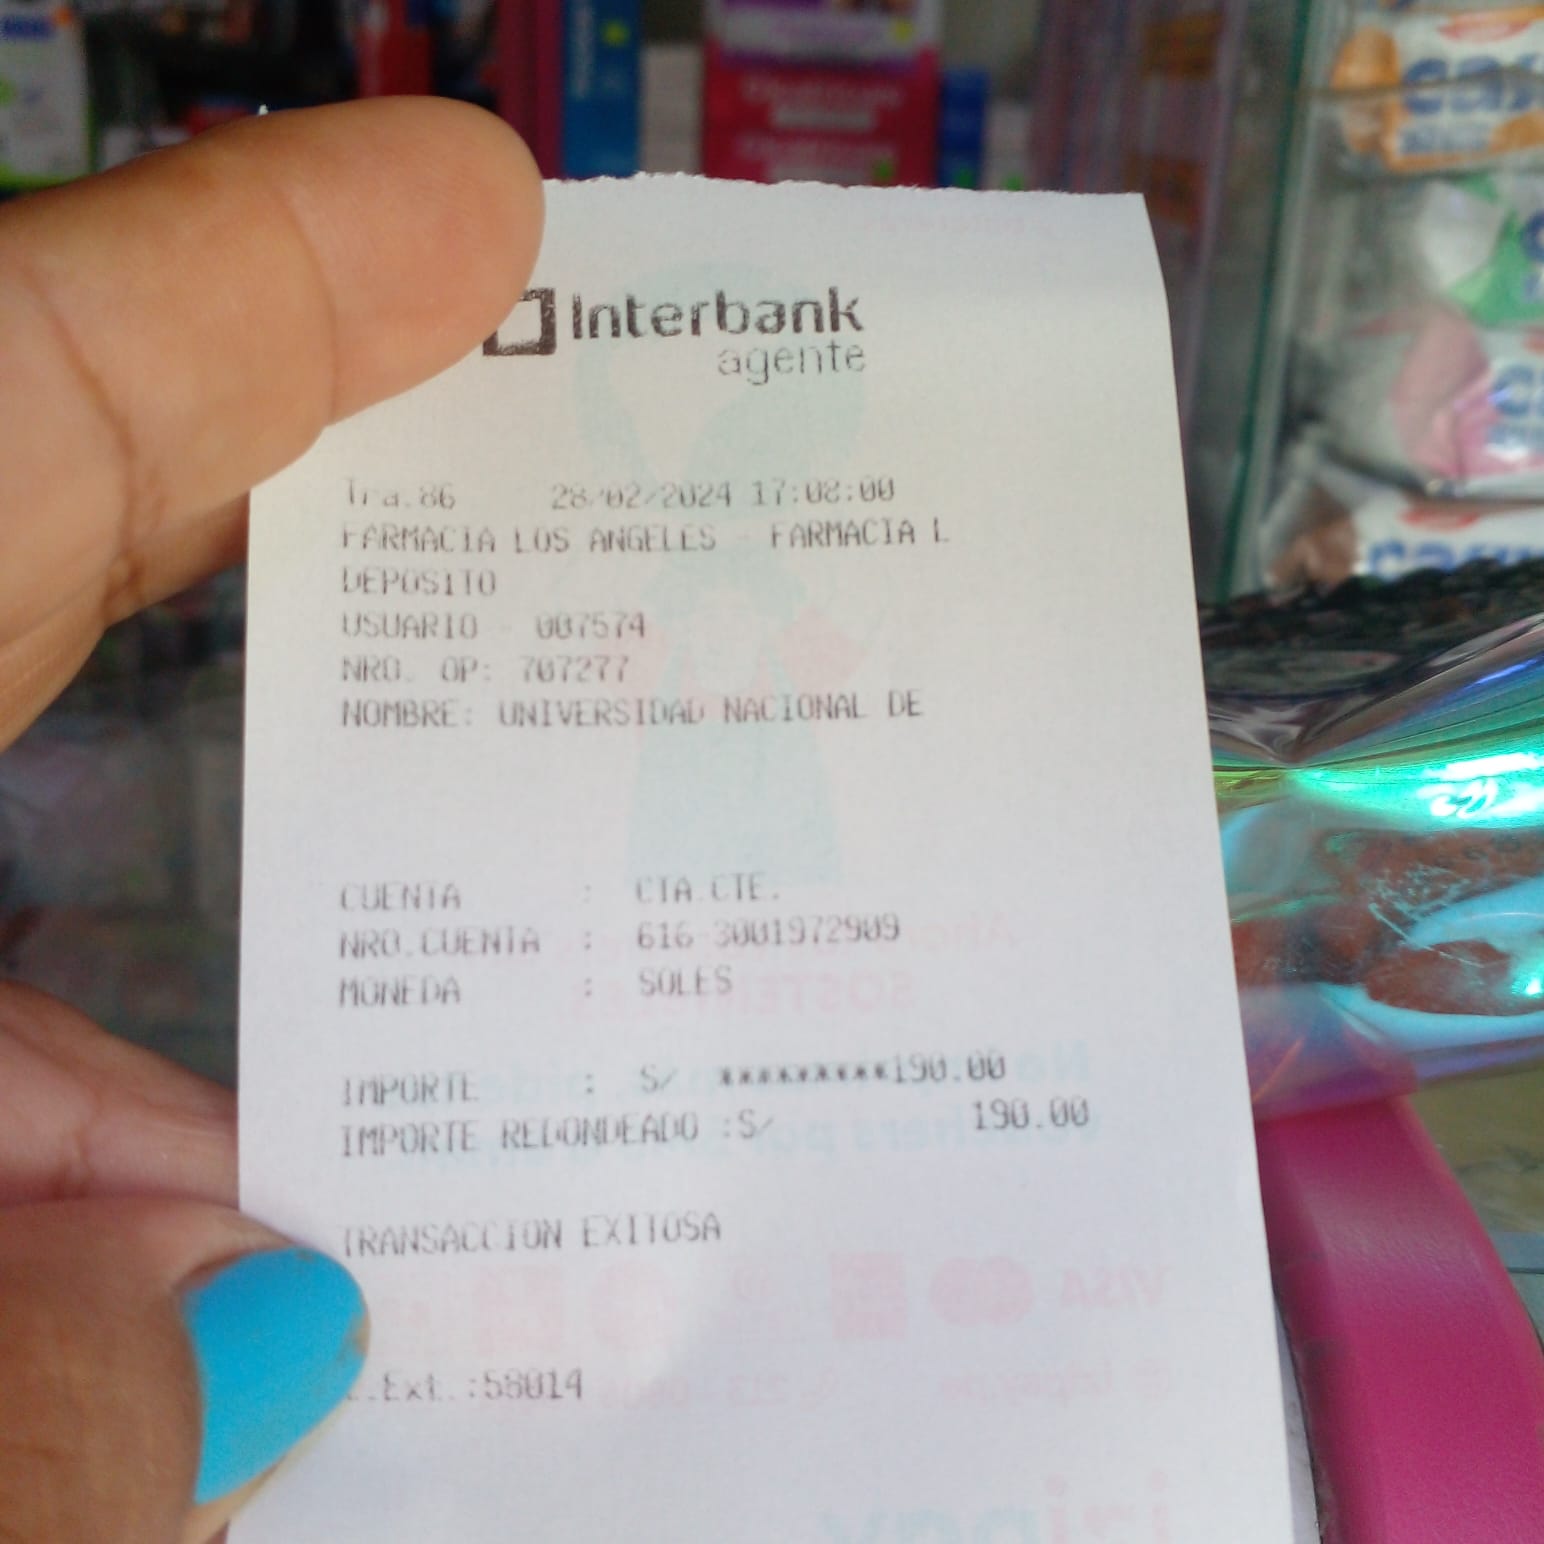 Interbank
agente
Tra.86 28/02/2024 17:08:00
FARMACIA LOS ANGELES - FARMACIA L
DEPOSITO
USUARIO - 007574
NRO. OP: 707277
NOMBRE: UNIVERSIDAD NACIONAL DE
CUENTA : CTA.CTE.
NRO.CUENTA : 616-3001972909
MONEDA : SOLES
IMPORTE : S/ *********190.00
IMPORTE REDONDEADO :S/ 190.00
TRANSACCION EXITOSA
.Ext.:58014